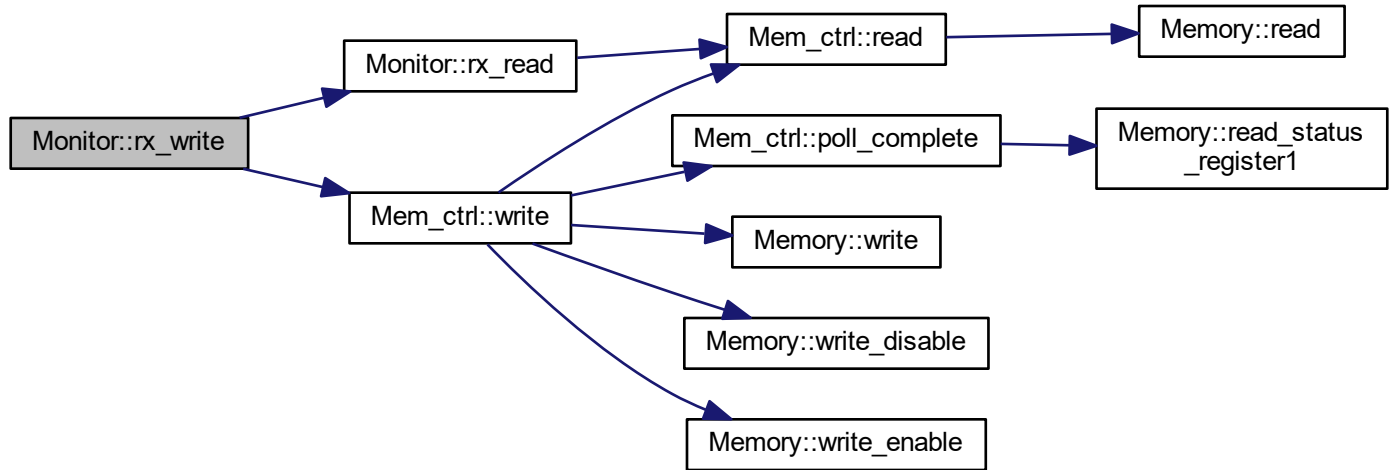 Monitor::rx_write
Monitor::rx_read
Mem_ctrl::write
Mem_ctrl::read
Mem_ctrl::poll_complete
Memory::write
Memory::write_disable
Memory::write_enable
Memory::read
Memory::read_status
_register1